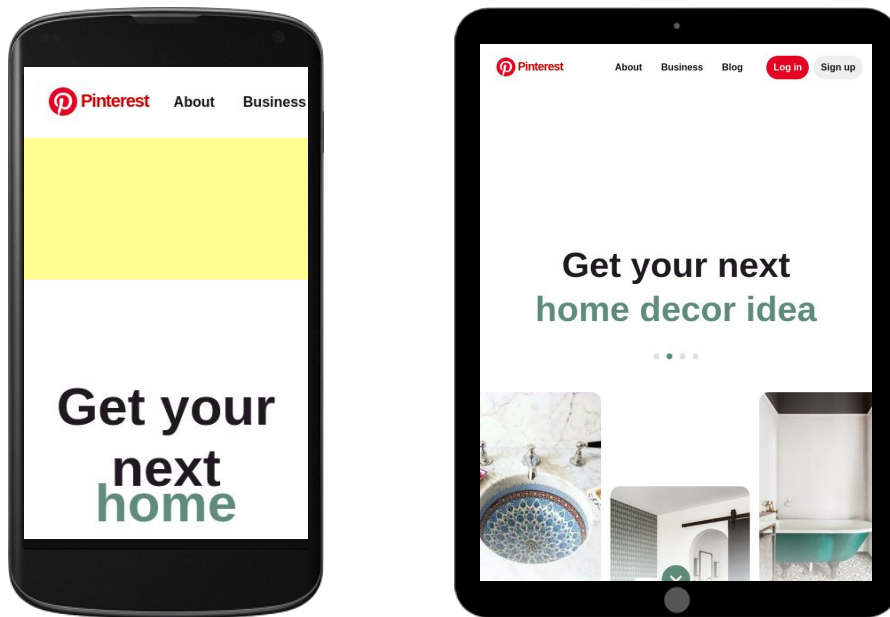 Pinterest About Business
Get your
next
home
Pinterest About Business Blog Log in Sign up
Get your next
home decor idea